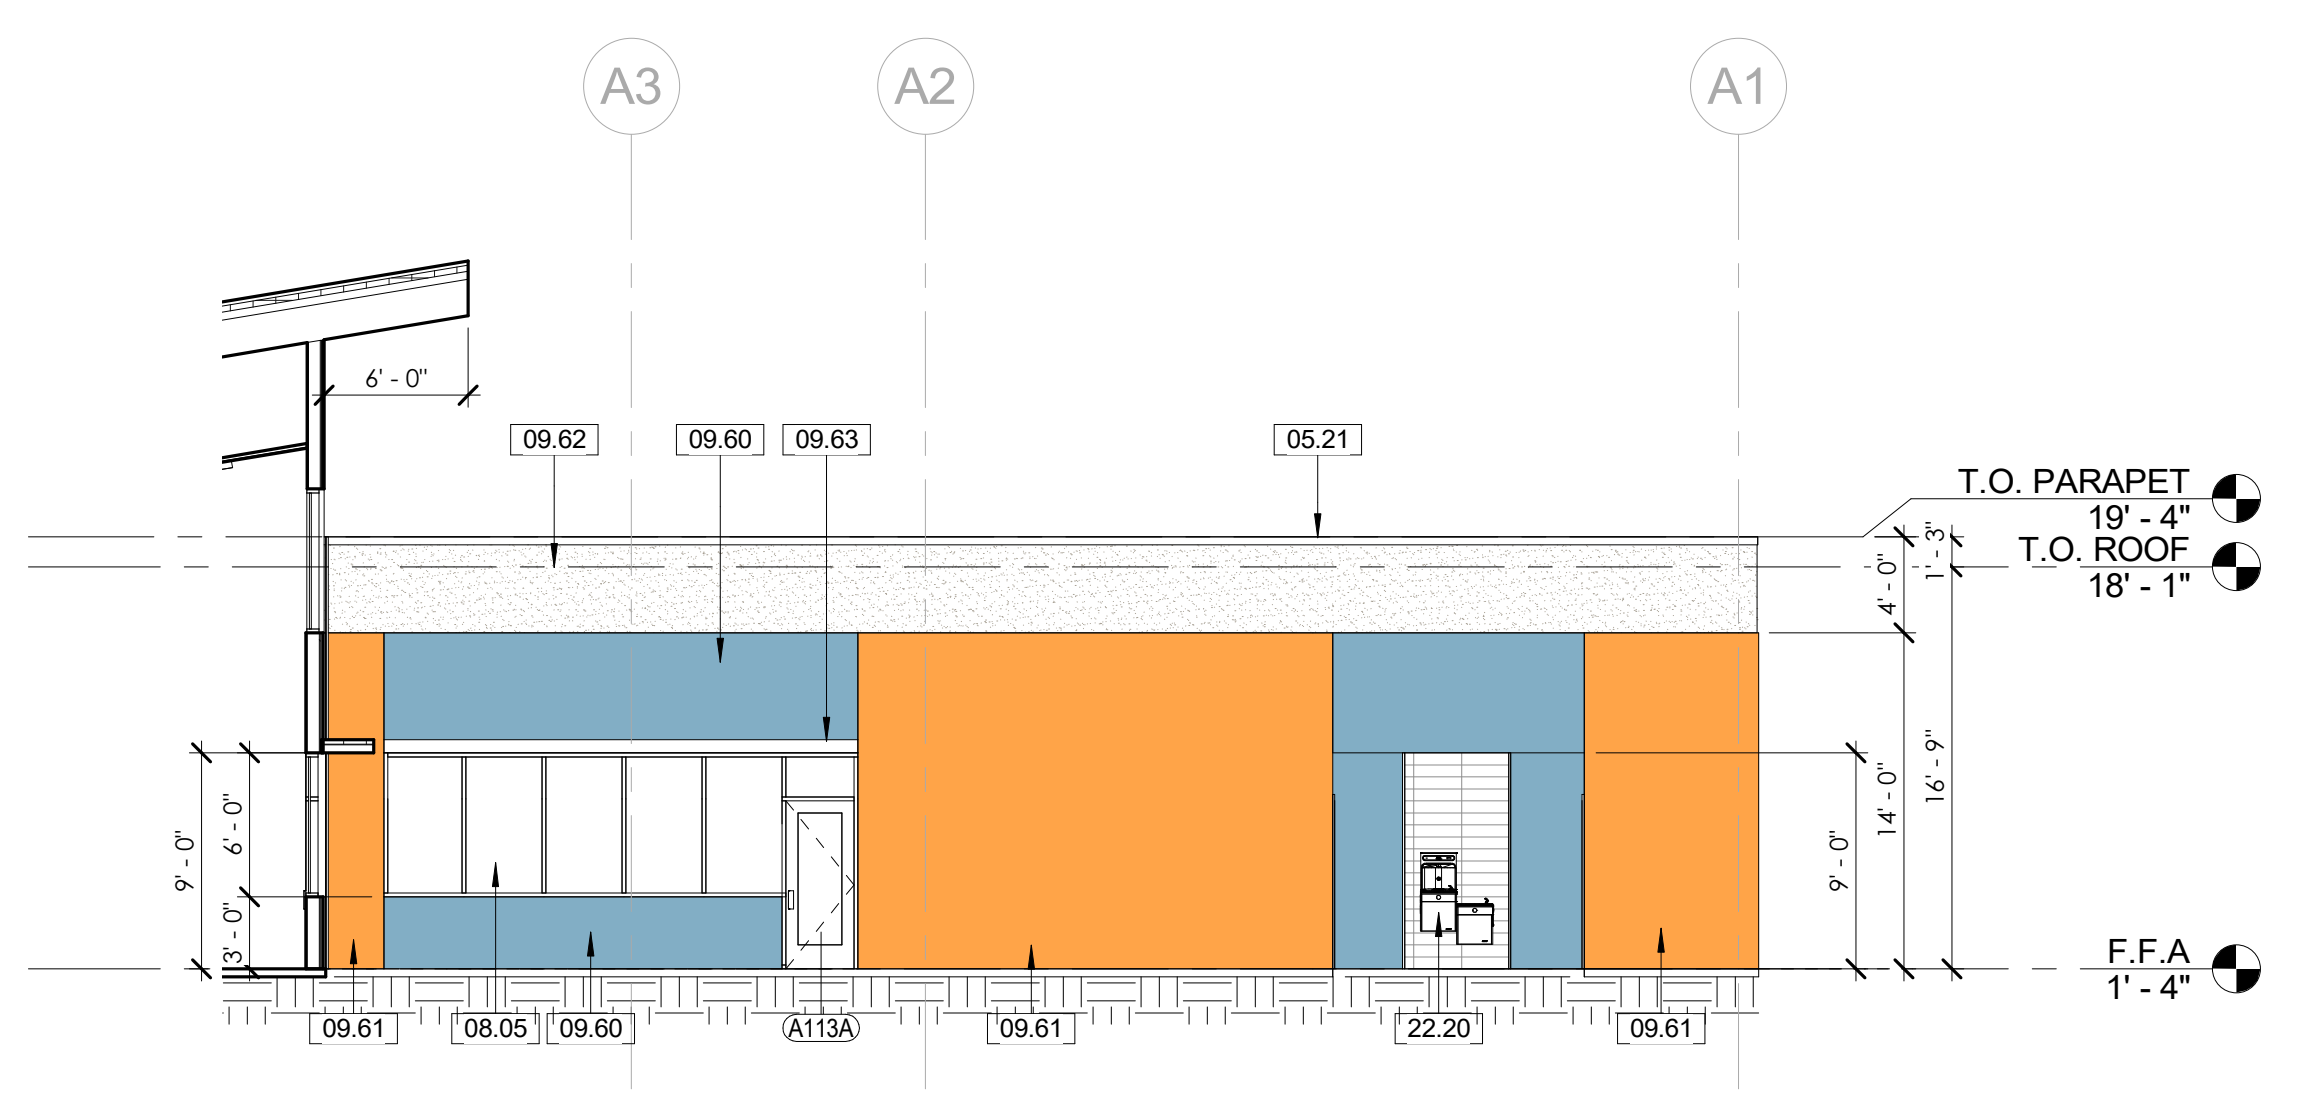 A3
A2
A1
6' - 0"
09.62
09.60
09.63
05.21
T.O. PARAPET
19' - 4"
T.O. ROOF
18' - 1"
1' - 3"
4' - 0"
16' - 9"
14' - 0"
9' - 0"
9' - 0"
6' - 0"
3' - 0"
F.F.A
1' - 4"
09.61
08.05
09.60
A113A
09.61
22.20
09.61